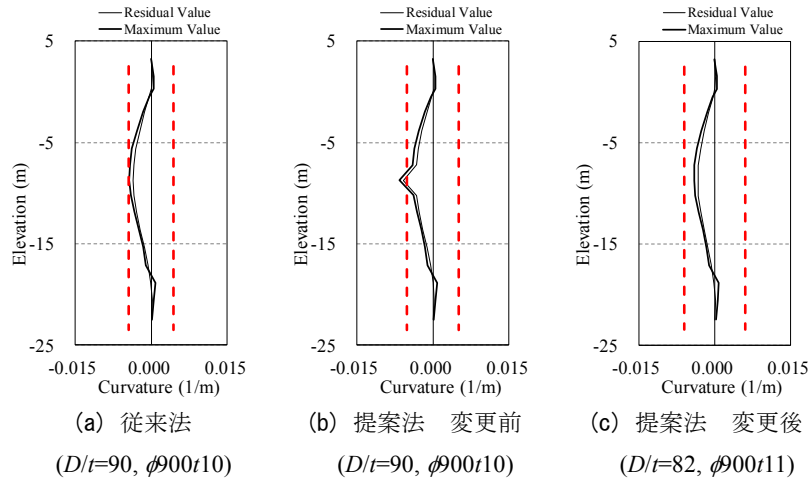 Residual Value
Maximum Value
5
-5
-15
-25
Elevation (m)
-0.015 0.000 0.015
Curvature (1/m)
(a) 従来法
(D/t=90, ϕ900t10)
Residual Value
Maximum Value
5
-5
-15
-25
Elevation (m)
-0.015 0.000 0.015
Curvature (1/m)
(b) 提案法 変更前
(D/t=90, ϕ900t10)
Residual Value
Maximum Value
5
-5
-15
-25
Elevation (m)
-0.015 0.000 0.015
Curvature (1/m)
(c) 提案法 変更後
(D/t=82, ϕ900t11)